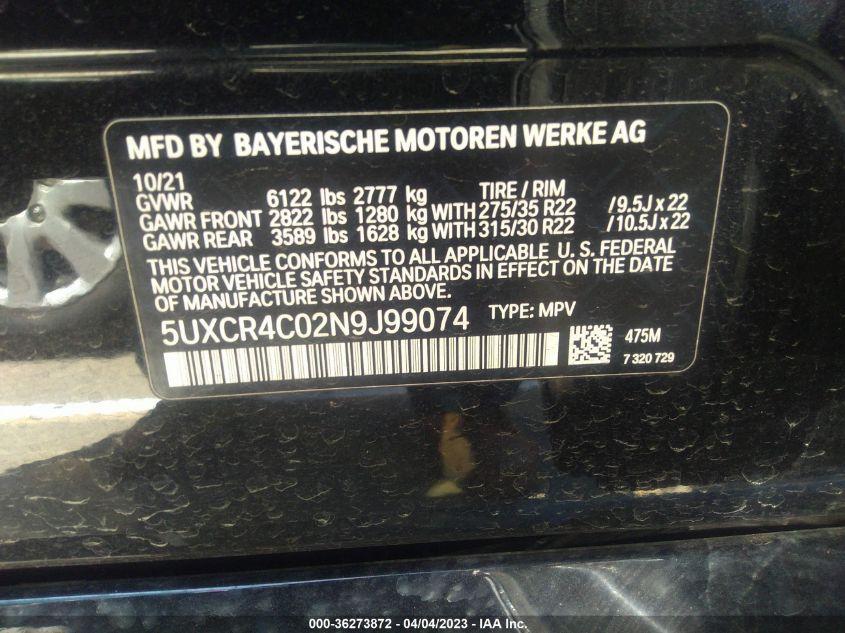 MFD BY BAYERISCHE MOTOREN WERKE AG
10/21
GVWR 6122 lbs 2777 kg TIRE / RIM
GAWR FRONT 2822 lbs 1280 kg WITH 275/35 R22 /9.5J x 22
GAWR REAR 3589 lbs 1628 kg WITH 315/30 R22 /10.5J x 22
THIS VEHICLE CONFORMS TO ALL APPLICABLE U. S. FEDERAL
MOTOR VEHICLE SAFETY STANDARDS IN EFFECT ON THE DATE
OF MANUFACTURE SHOWN ABOVE.
5UXCR4C02N9J99074 TYPE: MPV
475M
7 320 729
000-36273872 - 04/04/2023 - IAA Inc.